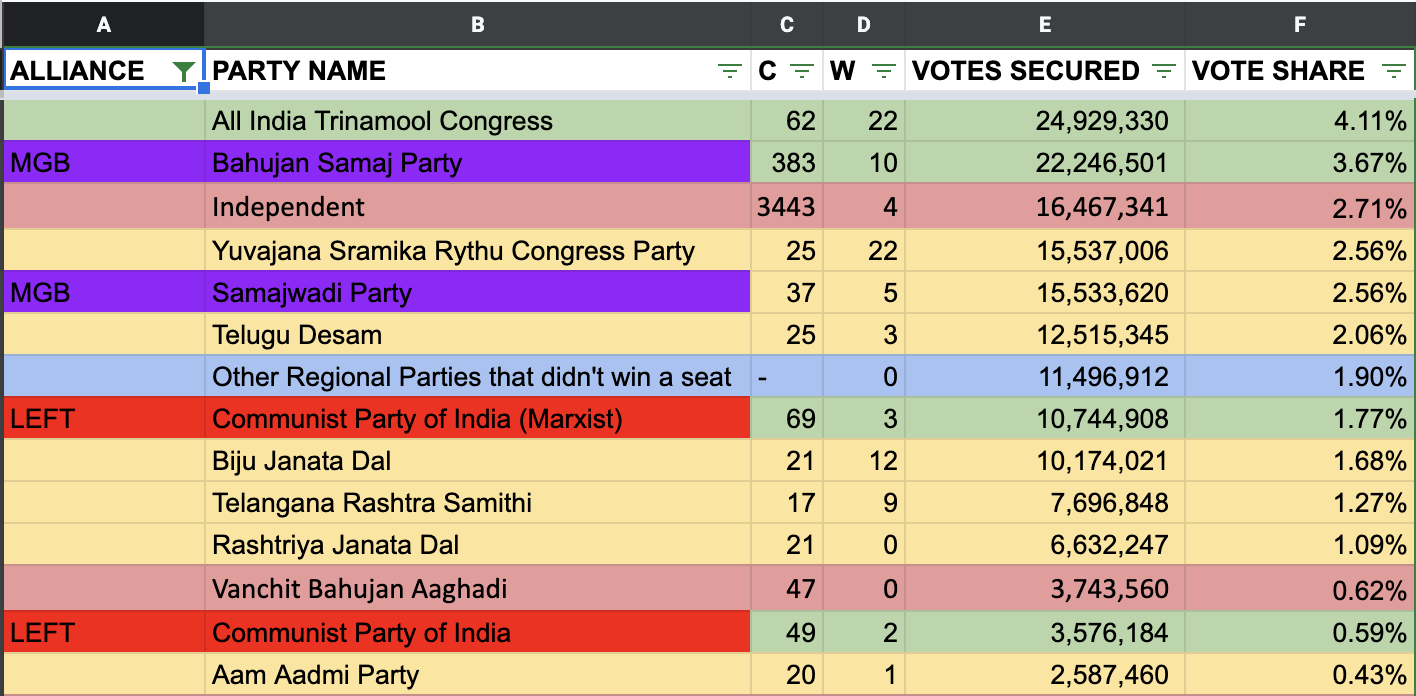 A B C D E F
ALLIANCE PARTY NAME C W VOTES SECURED VOTE SHARE
All India Trinamool Congress 62 22 24,929,330 4.11%
MGB Bahujan Samaj Party 383 10 22,246,501 3.67%
Independent 3443 4 16,467,341 2.71%
Yuvajana Sramika Rythu Congress Party 25 22 15,537,006 2.56%
MGB Samajwadi Party 37 5 15,533,620 2.56%
Telugu Desam 25 3 12,515,345 2.06%
Other Regional Parties that didn't win a seat - 0 11,496,912 1.90%
LEFT Communist Party of India (Marxist) 69 3 10,744,908 1.77%
Biju Janata Dal 21 12 10,174,021 1.68%
Telangana Rashtra Samithi 17 9 7,696,848 1.27%
Rashtriya Janata Dal 21 0 6,632,247 1.09%
Vanchit Bahujan Aaghadi 47 0 3,743,560 0.62%
LEFT Communist Party of India 49 2 3,576,184 0.59%
Aam Aadmi Party 20 1 2,587,460 0.43%